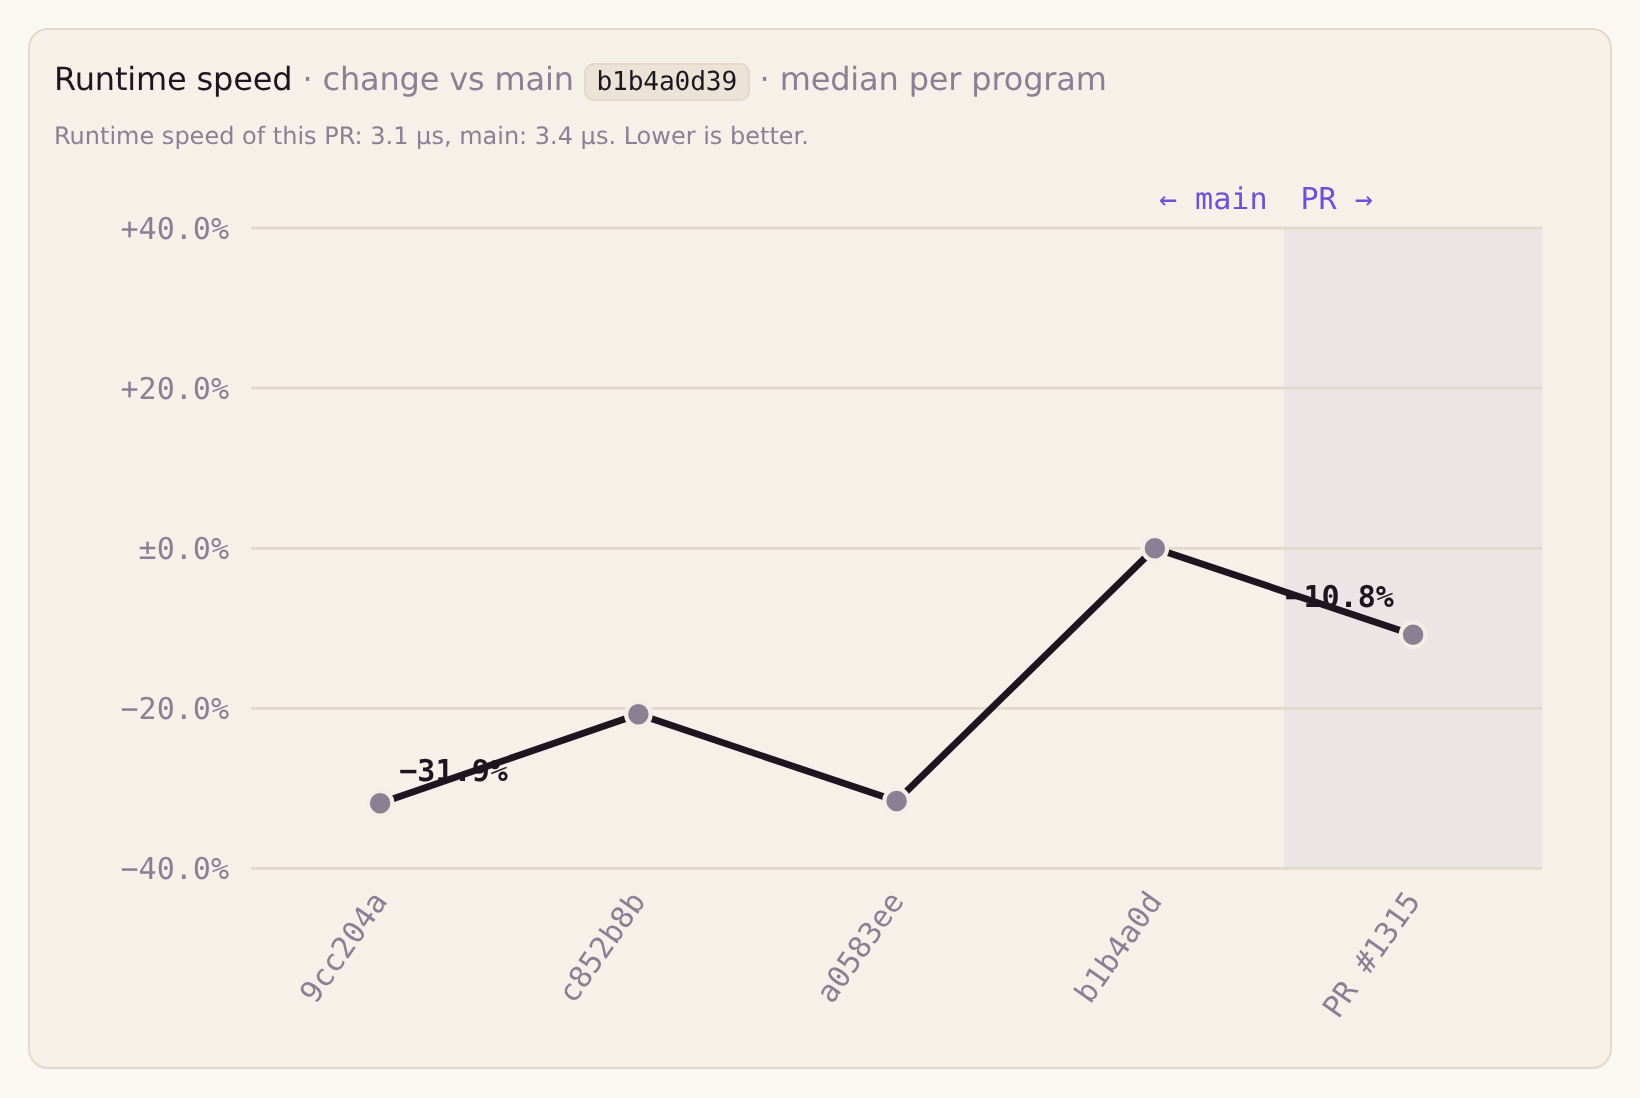 Runtime speed · change vs main b1b4a0d39 · median per program
Runtime speed of this PR: 3.1 µs, main: 3.4 µs. Lower is better.
← main PR →
+40.0%
+20.0%
±0.0%
−20.0%
−40.0%
−31.9%
−10.8%
9cc204a
c852b8b
a0583ee
b1b4a0d
PR #1315